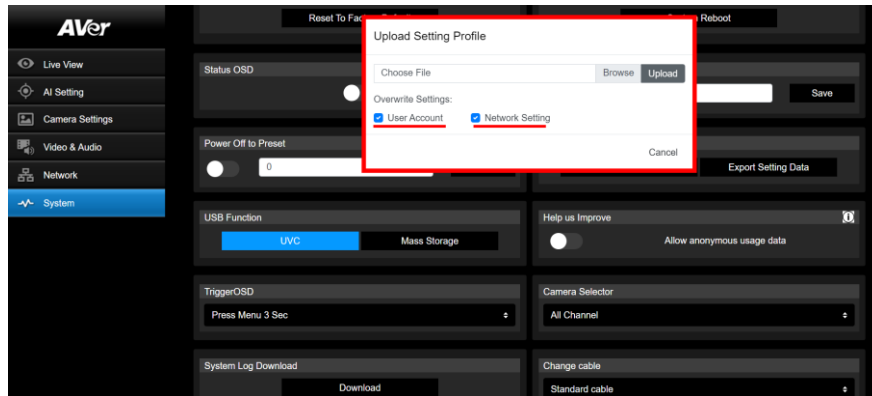 AVer
Live View
AI Setting
Camera Settings
Video & Audio
Network
System
Reset To Fac
Reboot
Upload Setting Profile
Choose File Browse Upload
Overwrite Settings:
User Account Network Setting
Cancel
Status OSD
Save
Power Off to Preset
0
Export Setting Data
USB Function
UVC Mass Storage
Help us Improve
Allow anonymous usage data
TriggerOSD
Press Menu 3 Sec
Camera Selector
All Channel
System Log Download
Download
Change cable
Standard cable